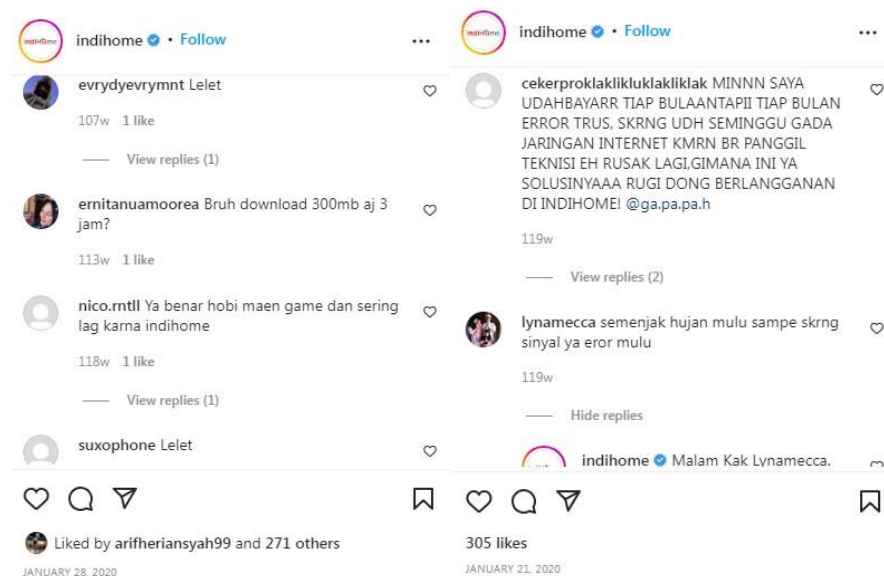 indiHome
indihome • Follow
evrydyevrymnt Lelet
107w 1 like
View replies (1)
ernitanuamoorea Bruh download 300mb aj 3
jam?
113w 1 like
nico.rntll Ya benar hobi maen game dan sering
lag karna indihome
118w 1 like
View replies (1)
suxophone Lelet
Liked by arifheriansyah99 and 271 others
JANUARY 28, 2020
indiHome
indihome • Follow
cekerproklaklikluklakliklak MINNN SAYA
UDAHBAYARR TIAP BULAANTAPII TIAP BULAN
ERROR TRUS, SKRNG UDH SEMINGGU GADA
JARINGAN INTERNET KMRN BR PANGGIL
TEKNISI EH RUSAK LAGI,GIMANA INI YA
SOLUSINYAAA RUGI DONG BERLANGGANAN
DI INDIHOME! @ga.pa.pa.h
119w
View replies (2)
lynamecca semenjak hujan mulu sampe skrng
sinyal ya eror mulu
119w
Hide replies
indihome Malam Kak Lynamecca.
305 likes
JANUARY 21, 2020